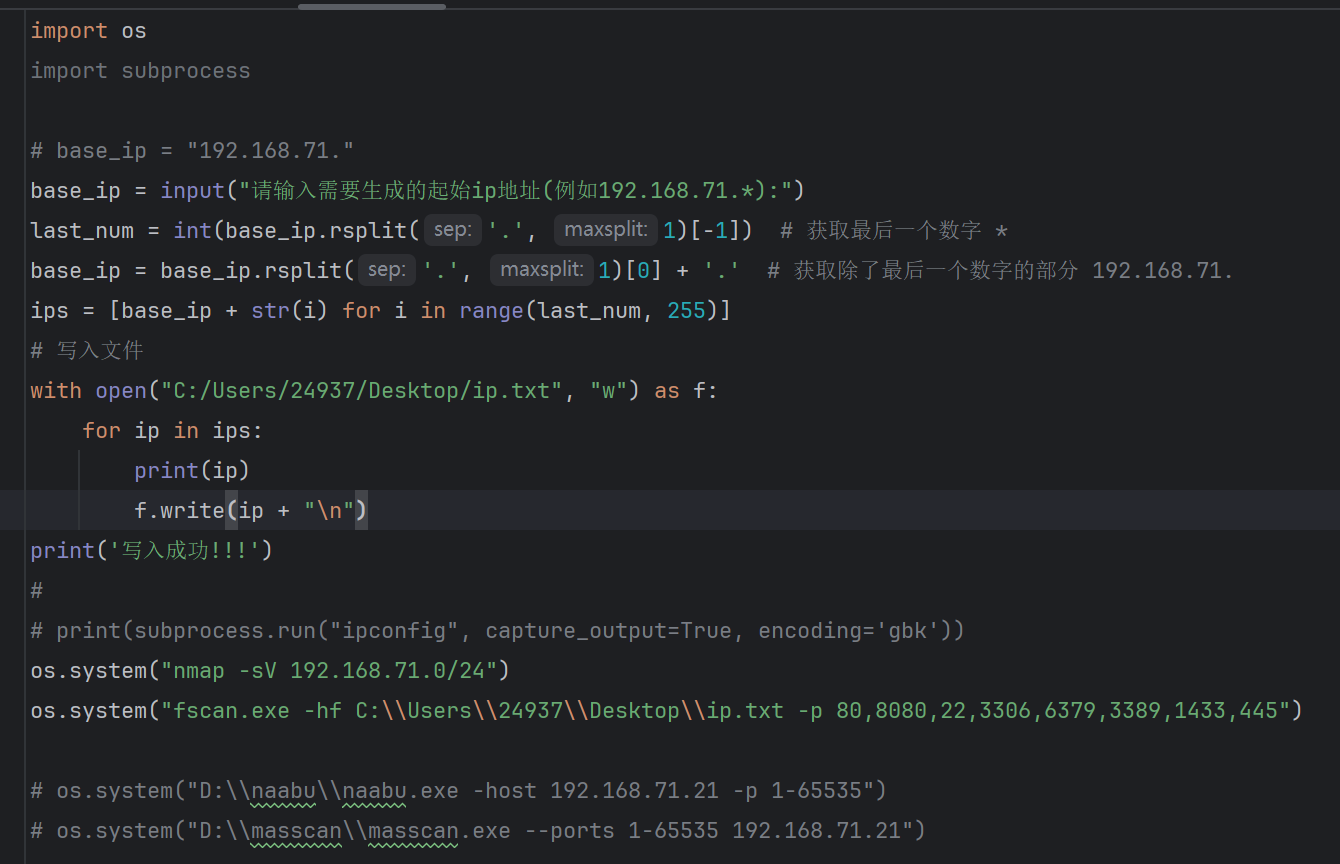 import os
import subprocess
# base_ip = "192.168.71."
base_ip = input("请输入需要生成的起始ip地址(例如192.168.71.*):")
last_num = int(base_ip.rsplit( sep: '.', maxsplit: 1)[-1])  # 获取最后一个数字 *
base_ip = base_ip.rsplit( sep: '.', maxsplit: 1)[0] + '.'  # 获取除了最后一个数字的部分 192.168.71.
ips = [base_ip + str(i) for i in range(last_num, 255)]
# 写入文件
with open("C:/Users/24937/Desktop/ip.txt", "w") as f:
    for ip in ips:
        print(ip)
        f.write(ip + "\n")
print('写入成功!!!')
#
# print(subprocess.run("ipconfig", capture_output=True, encoding='gbk'))
os.system("nmap -sV 192.168.71.0/24")
os.system("fscan.exe -hf C:\\Users\\24937\\Desktop\\ip.txt -p 80,8080,22,3306,6379,3389,1433,445")
# os.system("D:\\naabu\\naabu.exe -host 192.168.71.21 -p 1-65535")
# os.system("D:\\masscan\\masscan.exe --ports 1-65535 192.168.71.21")